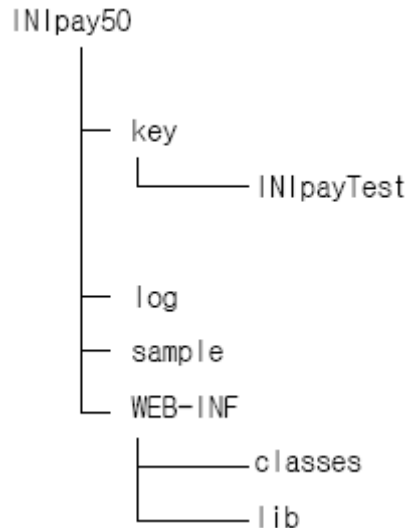 INIpay50
key
INIpayTest
log
sample
WEB-INF
classes
lib